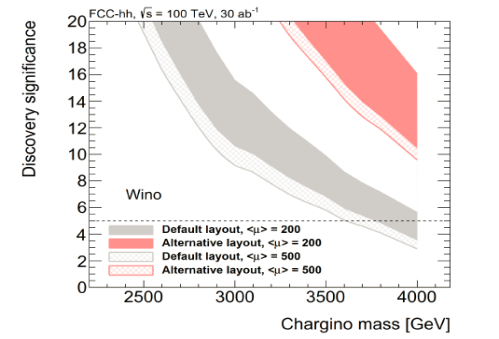 FCC-hh, √s = 100 TeV, 30 ab⁻¹
Discovery significance
20
18
16
14
12
10
8
6
4
2
0
Wino
Default layout, <μ> = 200
Alternative layout, <μ> = 200
Default layout, <μ> = 500
Alternative layout, <μ> = 500
2500 3000 3500 4000
Chargino mass [GeV]